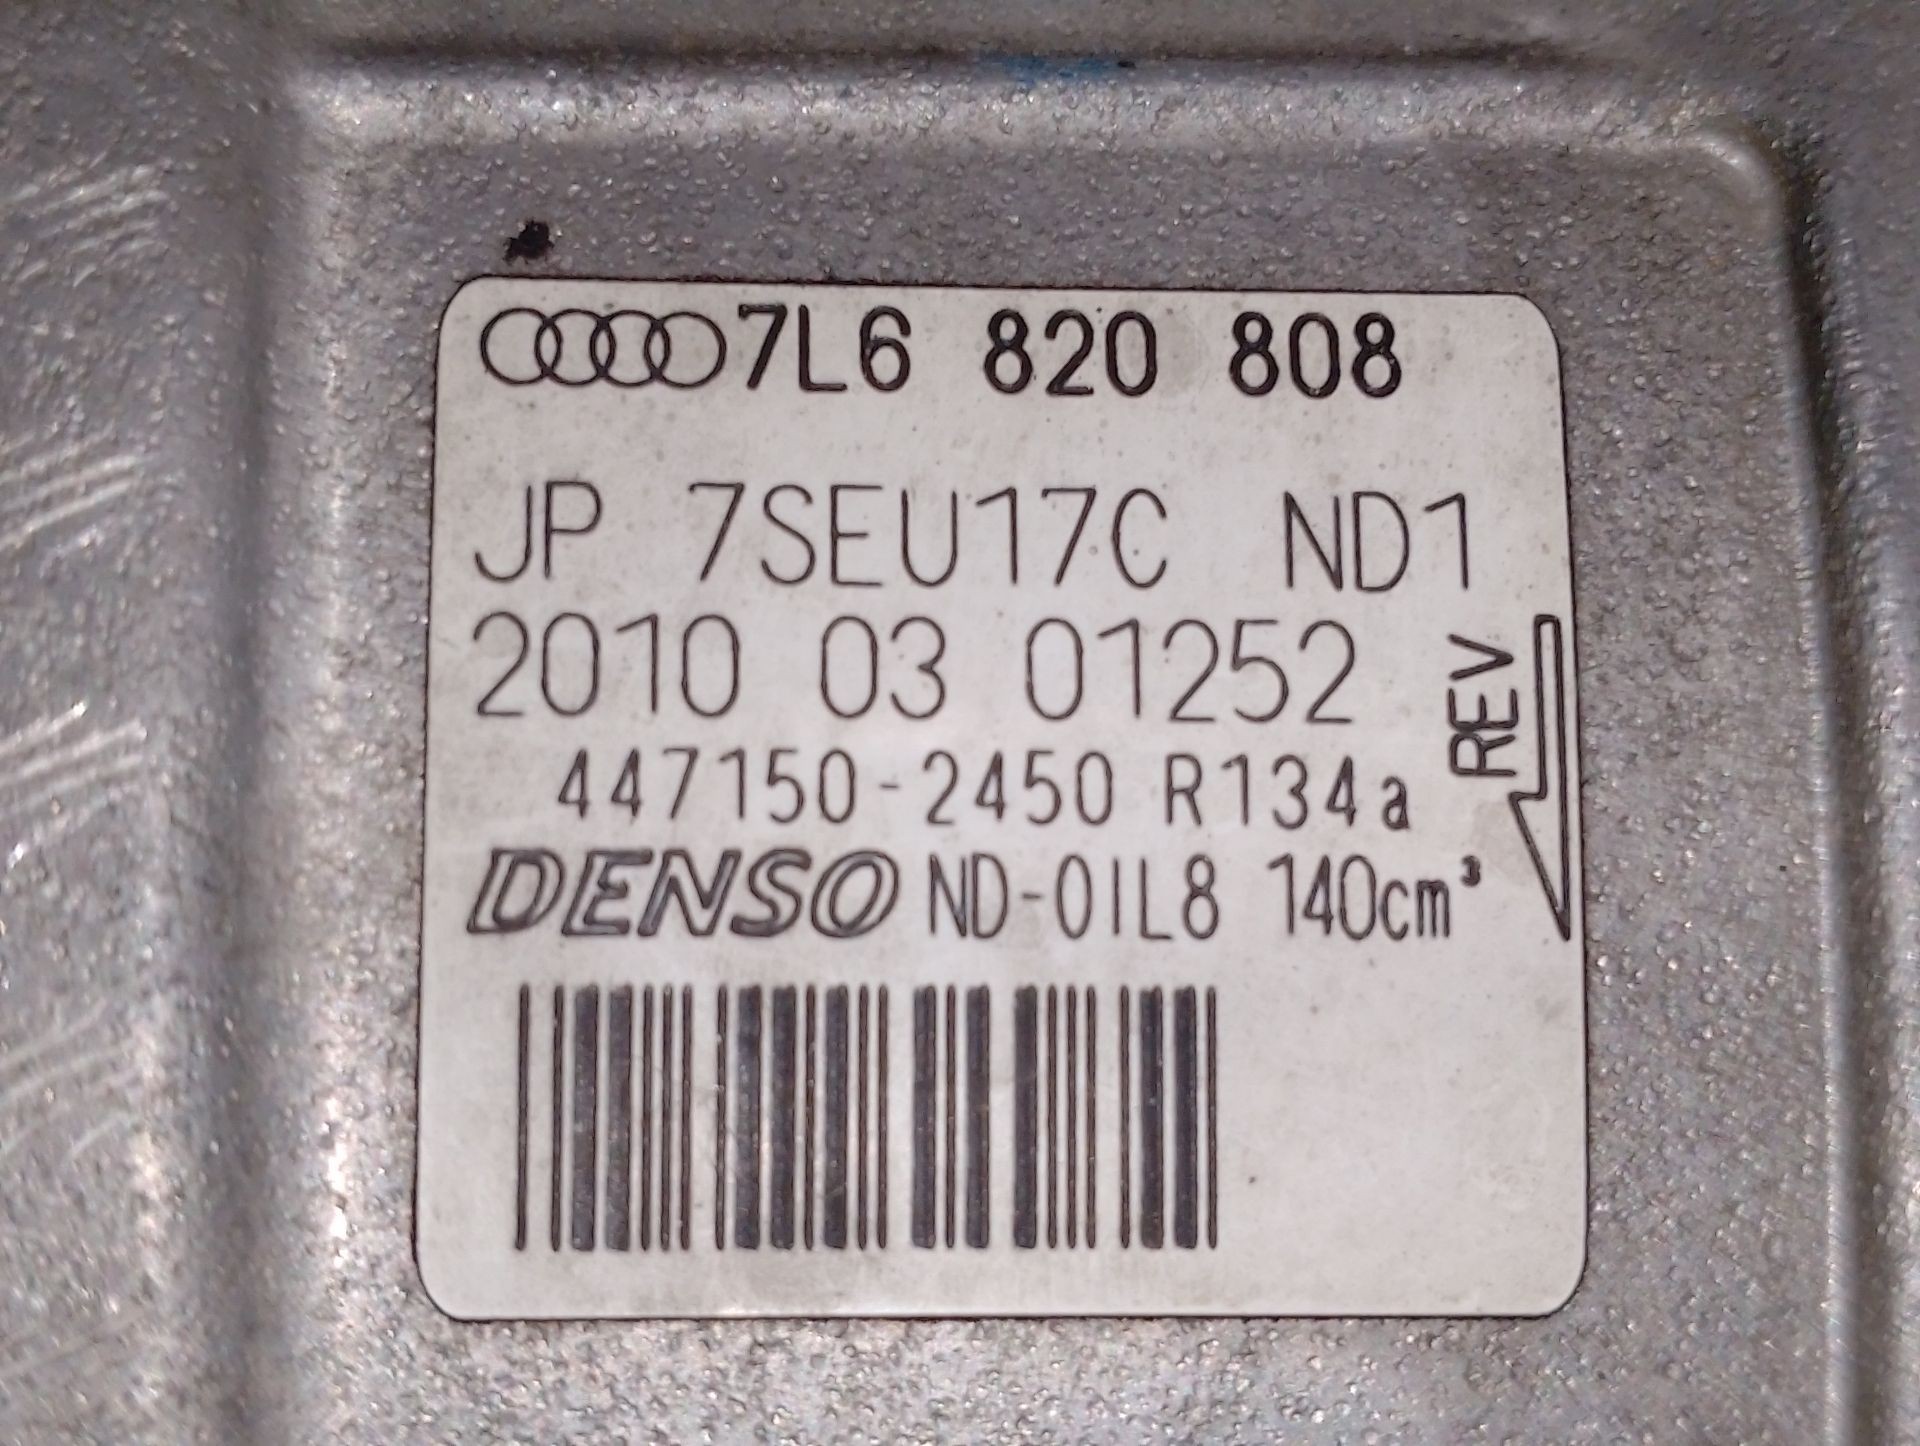 7L6 820 808
JP 7SEU17C ND1
2010 03 01252
REV
447150-2450 R134a
DENSO ND-OIL8 140cm³